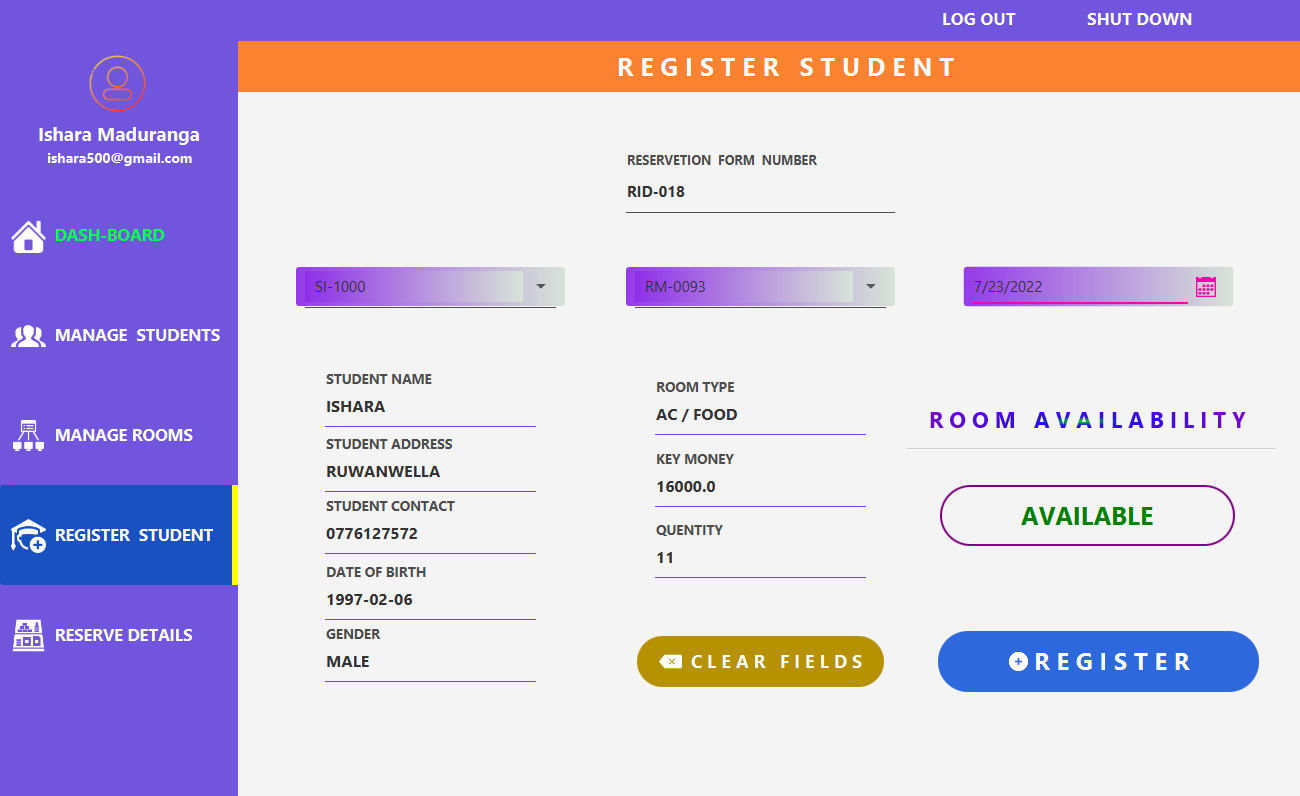 LOG OUT SHUT DOWN
REGISTER STUDENT
Ishara Maduranga
ishara500@gmail.com
DASH-BOARD
MANAGE STUDENTS
MANAGE ROOMS
REGISTER STUDENT
RESERVE DETAILS
RESERVETION FORM NUMBER
RID-018
SI-1000
RM-0093
7/23/2022
STUDENT NAME
ISHARA
STUDENT ADDRESS
RUWANWELLA
STUDENT CONTACT
0776127572
DATE OF BIRTH
1997-02-06
GENDER
MALE
ROOM TYPE
AC / FOOD
KEY MONEY
16000.0
QUENTITY
11
CLEAR FIELDS
ROOM AVAILABILITY
AVAILABLE
REGISTER